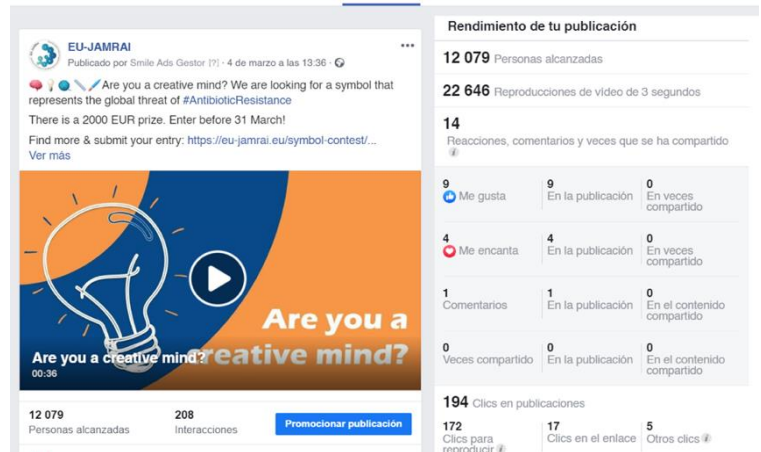 EU-JAMRAI
Publicado por Smile Ads Gestor [?] · 4 de marzo a las 13:36 ·
Are you a creative mind? We are looking for a symbol that
represents the global threat of #AntibioticResistance
There is a 2000 EUR prize. Enter before 31 March!
Find more & submit your entry: https://eu-jamrai.eu/symbol-contest/...
Ver más
Are you a
creative mind?
Are you a creative mind?
00:36
12 079
Personas alcanzadas
208
Interacciones
Promocionar publicación
Rendimiento de tu publicación
12 079 Personas alcanzadas
22 646 Reproducciones de vídeo de 3 segundos
14
Reacciones, comentarios y veces que se ha compartido
9
Me gusta
9
En la publicación
0
En veces
compartido
4
Me encanta
4
En la publicación
0
En veces
compartido
1
Comentarios
1
En la publicación
0
En el contenido
compartido
0
Veces compartido
0
En la publicación
0
En el contenido
compartido
194 Clics en publicaciones
172
Clics para
reproducir
17
Clics en el enlace
5
Otros clics